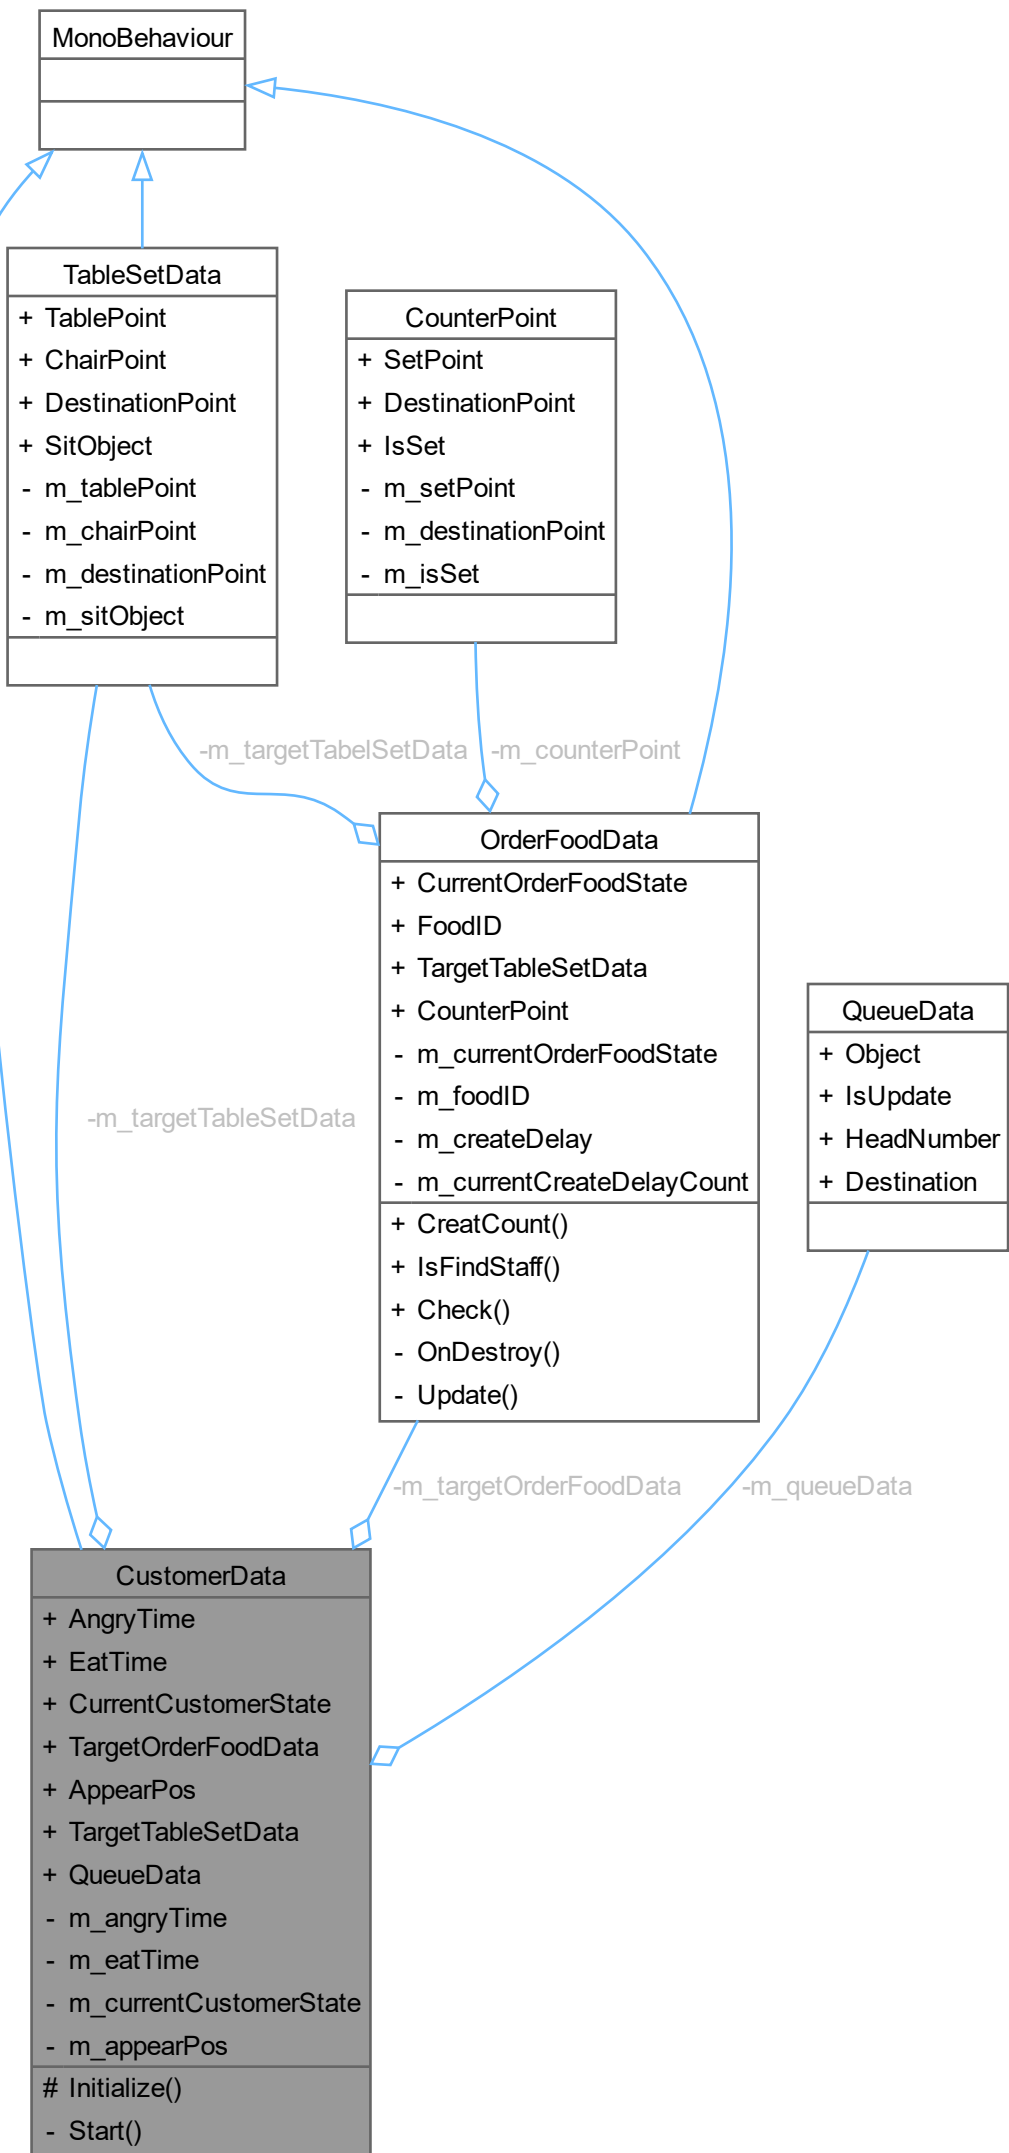 MonoBehaviour
TableSetData
+ TablePoint
+ ChairPoint
+ DestinationPoint
+ SitObject
- m_tablePoint
- m_chairPoint
- m_destinationPoint
- m_sitObject
CounterPoint
+ SetPoint
+ DestinationPoint
+ IsSet
- m_setPoint
- m_destinationPoint
- m_isSet
-m_targetTabelSetData
-m_counterPoint
OrderFoodData
+ CurrentOrderFoodState
+ FoodID
+ TargetTableSetData
+ CounterPoint
- m_currentOrderFoodState
- m_foodID
- m_createDelay
- m_currentCreateDelayCount
+ CreatCount()
+ IsFindStaff()
+ Check()
- OnDestroy()
- Update()
QueueData
+ Object
+ IsUpdate
+ HeadNumber
+ Destination
-m_targetTableSetData
-m_targetOrderFoodData
-m_queueData
CustomerData
+ AngryTime
+ EatTime
+ CurrentCustomerState
+ TargetOrderFoodData
+ AppearPos
+ TargetTableSetData
+ QueueData
- m_angryTime
- m_eatTime
- m_currentCustomerState
- m_appearPos
# Initialize()
- Start()